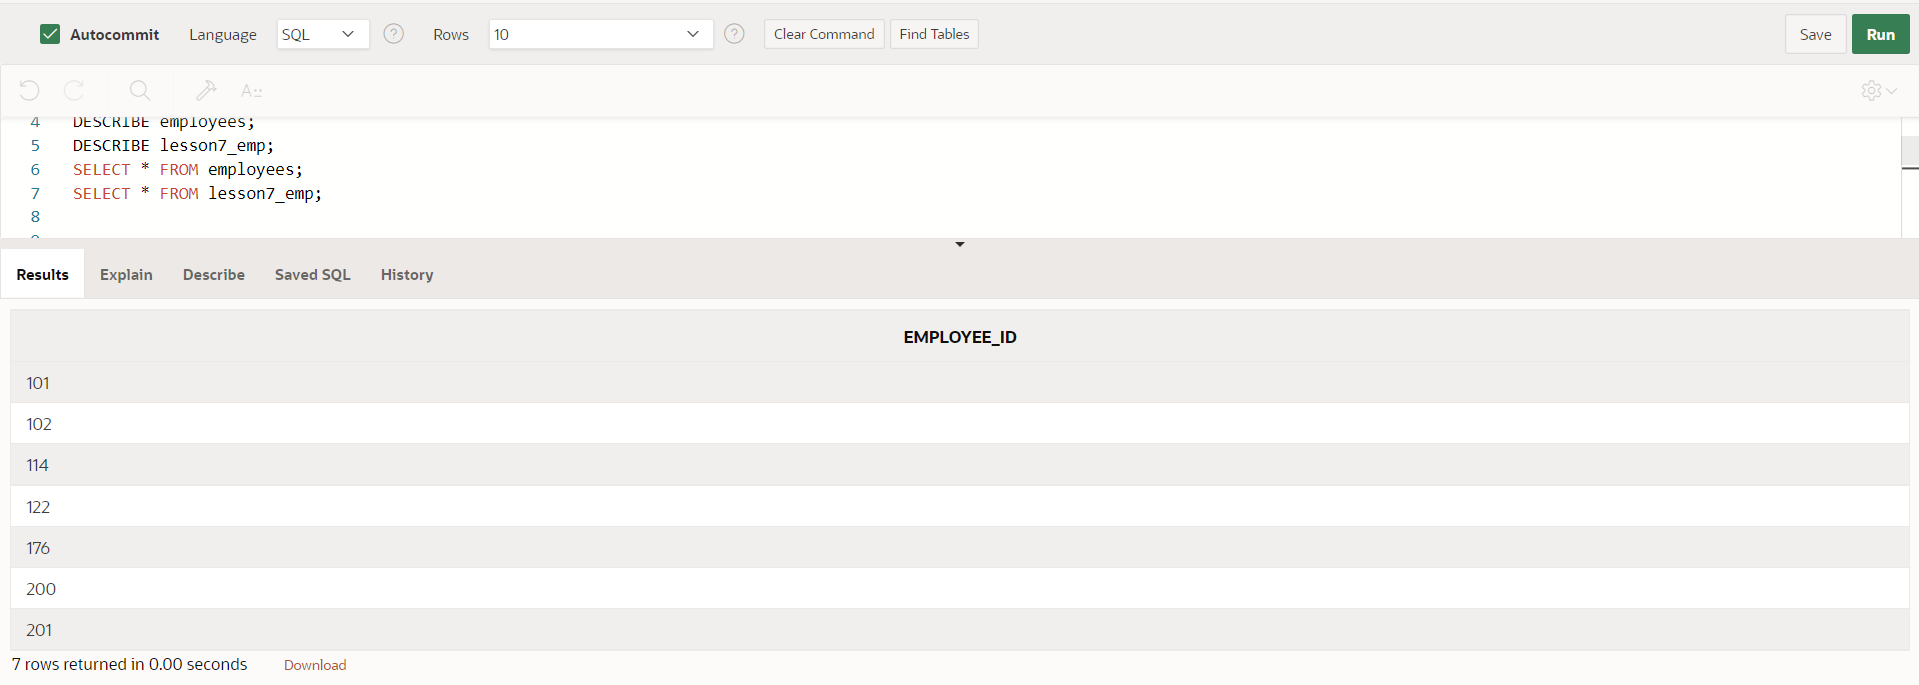 Autocommit Language SQL ? Rows 10 ? Clear Command Find Tables Save Run
A::
4 DESCRIBE employees;
5 DESCRIBE lesson7_emp;
6 SELECT * FROM employees;
7 SELECT * FROM lesson7_emp;
8
Results Explain Describe Saved SQL History
EMPLOYEE_ID
101
102
114
122
176
200
201
7 rows returned in 0.00 seconds Download